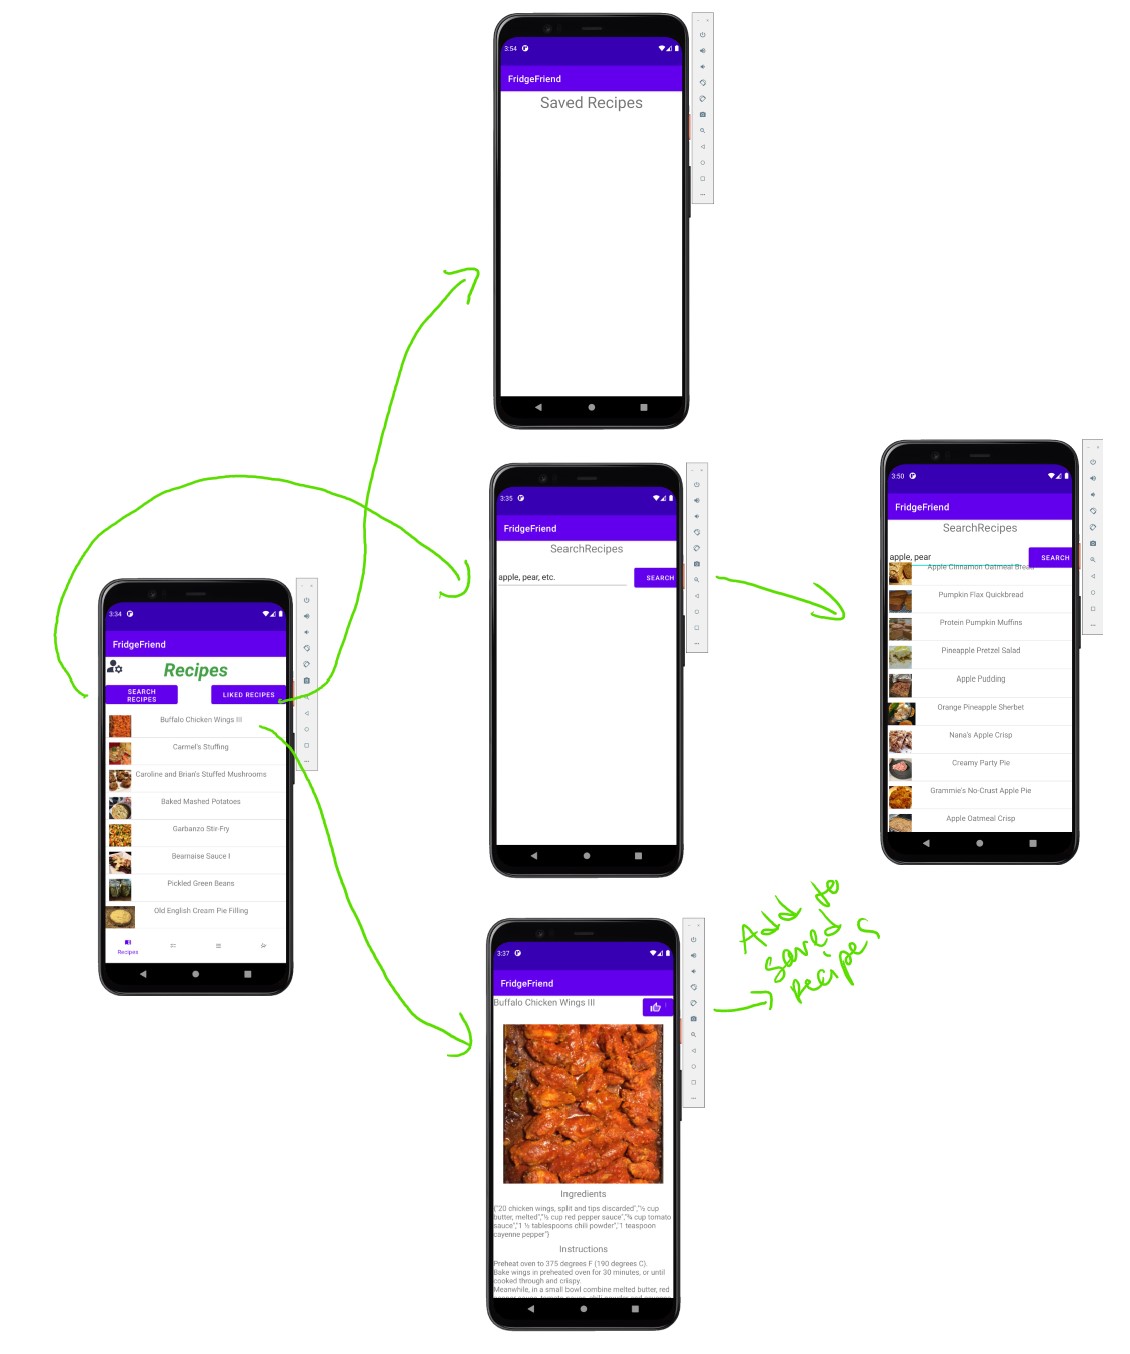 3:54
FridgeFriend
Saved Recipes
3:35
FridgeFriend
SearchRecipes
apple, pear, etc.
SEARCH
3:50
FridgeFriend
SearchRecipes
apple, pear
SEARCH
Apple Cinnamon Oatmeal Bread
Pumpkin Flax Quickbread
Protein Pumpkin Muffins
Pineapple Pretzel Salad
Apple Pudding
Orange Pineapple Sherbet
Nana's Apple Crisp
Creamy Party Pie
Grammie's No-Crust Apple Pie
Apple Oatmeal Crisp
3:34
FridgeFriend
Recipes
SEARCH
RECIPES
LIKED RECIPES
Buffalo Chicken Wings III
Carmel's Stuffing
Caroline and Brian's Stuffed Mushrooms
Baked Mashed Potatoes
Garbanzo Stir-Fry
Bearnaise Sauce I
Pickled Green Beans
Old English Cream Pie Filling
Recipes
3:37
FridgeFriend
Buffalo Chicken Wings III
Ingredients
{"20 chicken wings, split and tips discarded","½ cup
butter, melted","½ cup red pepper sauce","¾ cup tomato
sauce","1 ½ tablespoons chili powder","1 teaspoon
cayenne pepper"}
Instructions
Preheat oven to 375 degrees F (190 degrees C).
Bake wings in preheated oven for 30 minutes, or until
cooked through and crispy.
Meanwhile, in a small bowl combine melted butter, red
Add to
saved
recipes